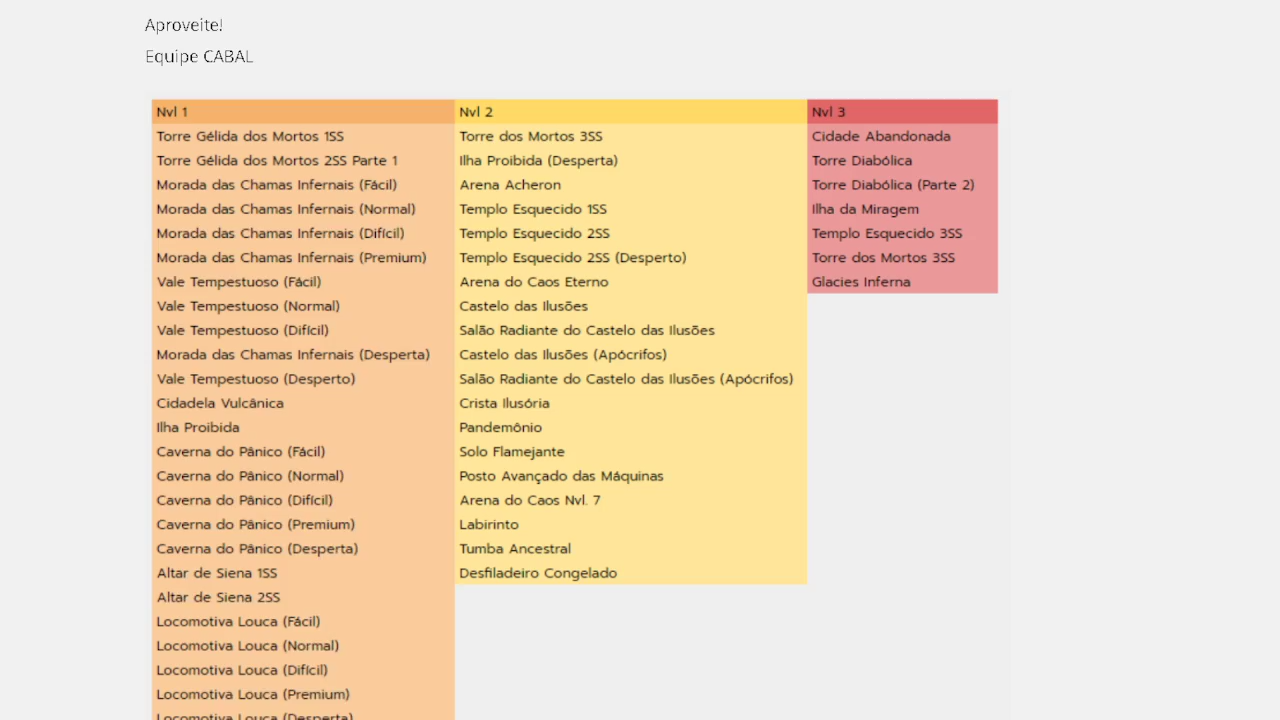 Aproveite!
Equipe CABAL
Nvl 1
Torre Gélida dos Mortos 1SS
Torre Gélida dos Mortos 2SS Parte 1
Morada das Chamas Infernais (Fácil)
Morada das Chamas Infernais (Normal)
Morada das Chamas Infernais (Difícil)
Morada das Chamas Infernais (Premium)
Vale Tempestuoso (Fácil)
Vale Tempestuoso (Normal)
Vale Tempestuoso (Difícil)
Morada das Chamas Infernais (Desperta)
Vale Tempestuoso (Desperto)
Cidadela Vulcânica
Ilha Proibida
Caverna do Pânico (Fácil)
Caverna do Pânico (Normal)
Caverna do Pânico (Difícil)
Caverna do Pânico (Premium)
Caverna do Pânico (Desperta)
Altar de Siena 1SS
Altar de Siena 2SS
Locomotiva Louca (Fácil)
Locomotiva Louca (Normal)
Locomotiva Louca (Difícil)
Locomotiva Louca (Premium)
Locomotiva Louca (Desperta)
Nvl 2
Torre dos Mortos 3SS
Ilha Proibida (Desperta)
Arena Acheron
Templo Esquecido 1SS
Templo Esquecido 2SS
Templo Esquecido 2SS (Desperto)
Arena do Caos Eterno
Castelo das Ilusões
Salão Radiante do Castelo das Ilusões
Castelo das Ilusões (Apócrifos)
Salão Radiante do Castelo das Ilusões (Apócrifos)
Crista Ilusória
Pandemônio
Solo Flamejante
Posto Avançado das Máquinas
Arena do Caos Nvl. 7
Labirinto
Tumba Ancestral
Desfiladeiro Congelado
Nvl 3
Cidade Abandonada
Torre Diabólica
Torre Diabólica (Parte 2)
Ilha da Miragem
Templo Esquecido 3SS
Torre dos Mortos 3SS
Glacies Inferna